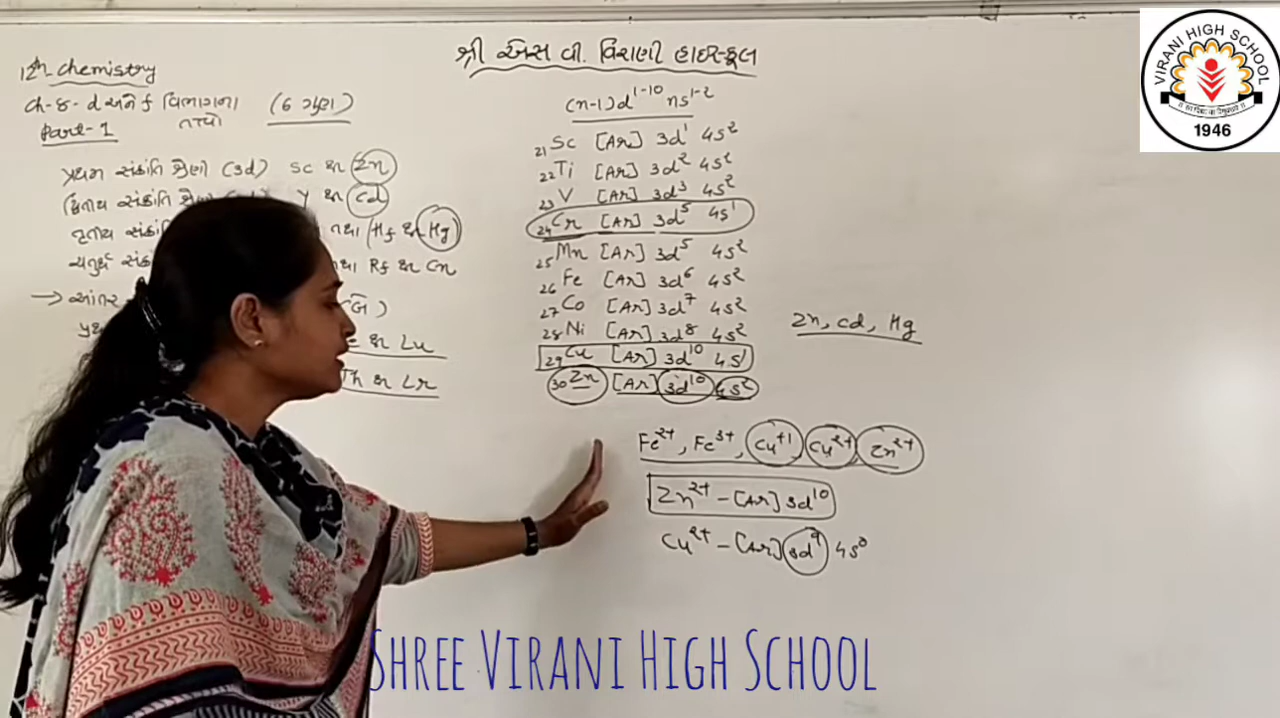 શ્રી એસ વી. વિરાણી હાઈસ્કૂલ
12th chemistry
Ch-8- d અને f વિભાગના તત્વો (6 ગુણ)
Part-1
પ્રથમ સંક્રાંતિ શ્રેણી (3d) Sc થી Zn
દ્વિતીય સંક્રાંતિ Y થી Cd
તૃતીય તથા (Hf થી Hg)
ચતુર્થ Rf થી Cn
→ આંતર
થી Lu
Th થી Lr
(n-1)d¹⁻¹⁰ ns¹⁻²
₂₁Sc [Ar] 3d¹ 4s²
₂₂Ti [Ar] 3d² 4s²
₂₃V [Ar] 3d³ 4s²
₂₄Cr [Ar] 3d⁵ 4s¹
₂₅Mn [Ar] 3d⁵ 4s²
₂₆Fe [Ar] 3d⁶ 4s²
₂₇Co [Ar] 3d⁷ 4s²
₂₈Ni [Ar] 3d⁸ 4s²
₂₉Cu [Ar] 3d¹⁰ 4s¹
₃₀Zn [Ar] 3d¹⁰ 4s²
Zn, Cd, Hg
Fe²⁺, Fe³⁺, Cu⁺¹, Cu²⁺, Zn²⁺
Zn²⁺ – [Ar] 3d¹⁰
Cu²⁺ – [Ar] 3d⁹ 4s⁰
VIRANI HIGH SCHOOL
1946
SHREE VIRANI HIGH SCHOOL